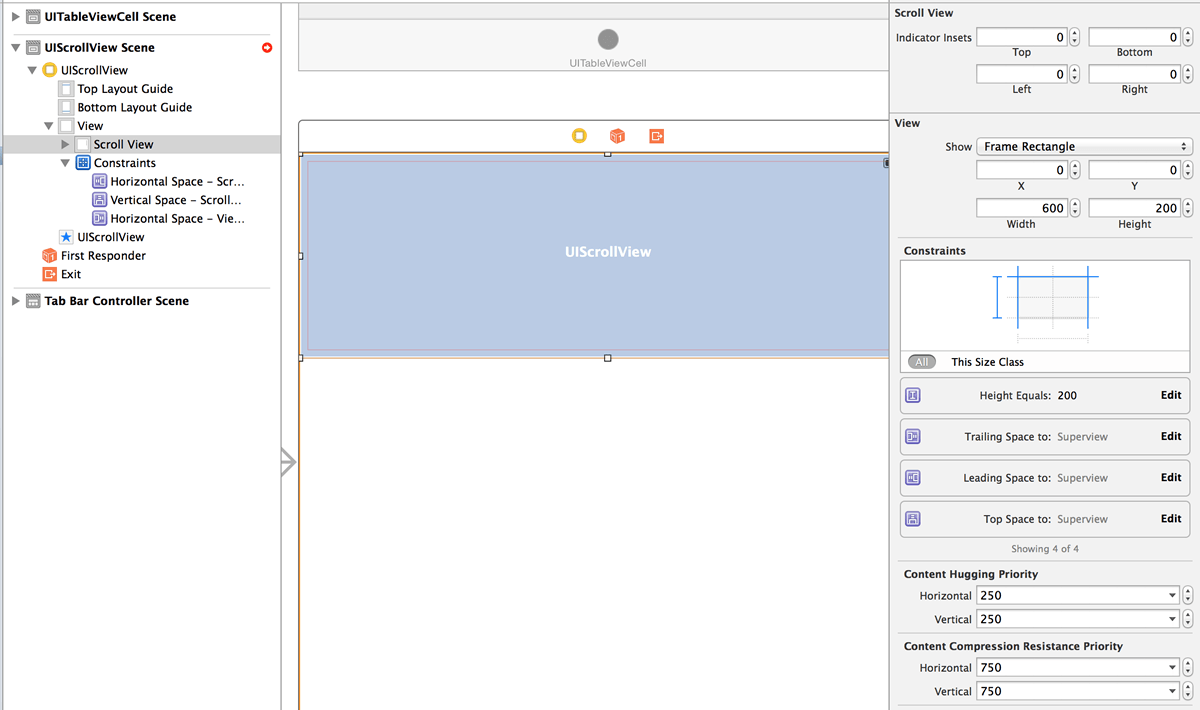 UITableViewCell Scene
UIScrollView Scene
UIScrollView
Top Layout Guide
Bottom Layout Guide
View
Scroll View
Constraints
Horizontal Space – Scr...
Vertical Space – Scroll...
Horizontal Space – Vie...
UIScrollView
First Responder
Exit
Tab Bar Controller Scene
UITableViewCell
UIScrollView
Scroll View
Indicator Insets 0 0
Top Bottom
0 0
Left Right
View
Show Frame Rectangle
0 0
X Y
600 200
Width Height
Constraints
All This Size Class
Height Equals: 200 Edit
Trailing Space to: Superview Edit
Leading Space to: Superview Edit
Top Space to: Superview Edit
Showing 4 of 4
Content Hugging Priority
Horizontal 250
Vertical 250
Content Compression Resistance Priority
Horizontal 750
Vertical 750